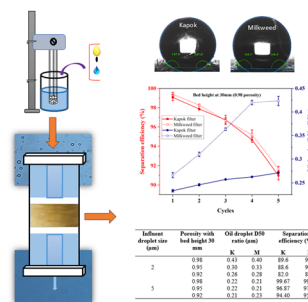 Kapok
Milkweed
Bed height at 30mm (0.98 porosity)
Kapok filter
Milkweed filter
Kapok filter
Milkweed filter
Separation efficiency (%)
100
98
96
94
92
90
0.45
0.40
0.35
0.30
0.25
1 2 3 4 5
Cycles
Influent droplet size (μm)
Porosity with bed height 30 mm
Oil droplet D50 ratio (μm)
Separa
efficiency (%
K M K
0.98 0.43 0.40 89.6
2 0.95 0.30 0.33 88.6
0.92 0.26 0.28 82.0
0.98 0.22 0.21 99.67
5 0.95 0.22 0.21 96.87
0.92 0.21 0.23 94.40